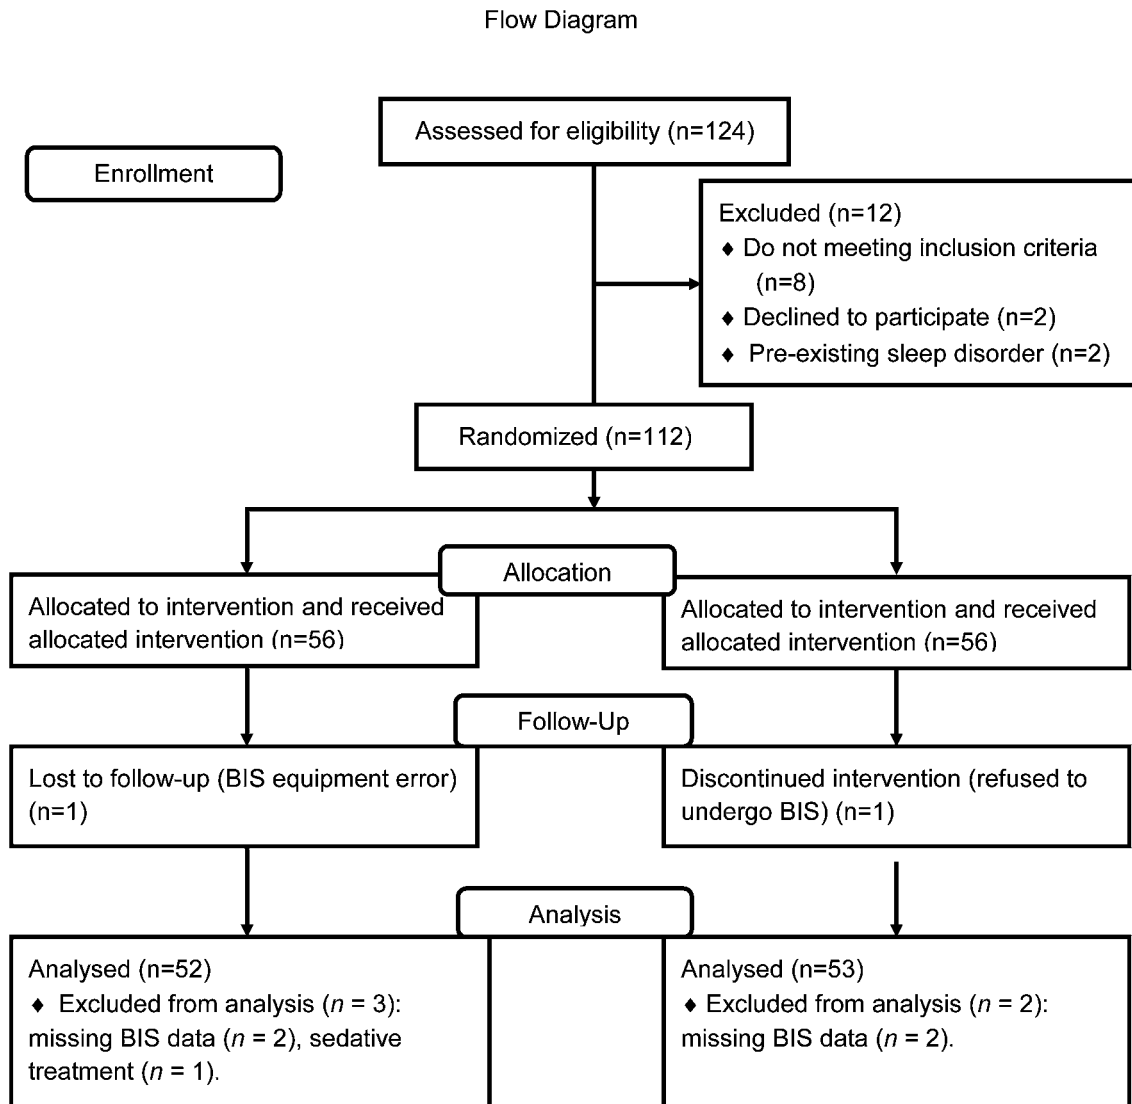 Flow Diagram
Assessed for eligibility (n=124)
Enrollment
Excluded (n=12)
♦ Do not meeting inclusion criteria
(n=8)
♦ Declined to participate (n=2)
♦ Pre-existing sleep disorder (n=2)
Randomized (n=112)
Allocation
Allocated to intervention and received
allocated intervention (n=56)
Allocated to intervention and received
allocated intervention (n=56)
Follow-Up
Lost to follow-up (BIS equipment error)
(n=1)
Discontinued intervention (refused to
undergo BIS) (n=1)
Analysis
Analysed (n=52)
♦ Excluded from analysis (n = 3):
missing BIS data (n = 2), sedative
treatment (n = 1).
Analysed (n=53)
♦ Excluded from analysis (n = 2):
missing BIS data (n = 2).